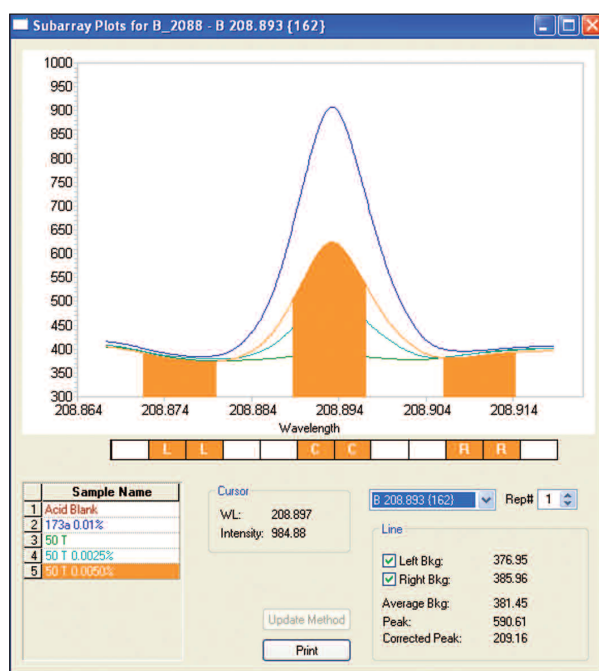 Subarray Plots for B_2088 - B 208.893 {162}
1000
950
900
850
800
750
700
650
600
550
500
450
400
350
300
208.864 208.874 208.884 208.894 208.904 208.914
Wavelength
L L C C R R
Sample Name
1 Acid Blank
2 173a 0.01%
3 50 T
4 50 T 0.0025%
5 50 T 0.0050%
Cursor
WL: 208.897
Intensity: 984.88
Update Method
Print
B 208.893 {162} Rep# 1
Line
Left Bkg: 376.95
Right Bkg: 385.96
Average Bkg: 381.45
Peak: 590.61
Corrected Peak: 209.16